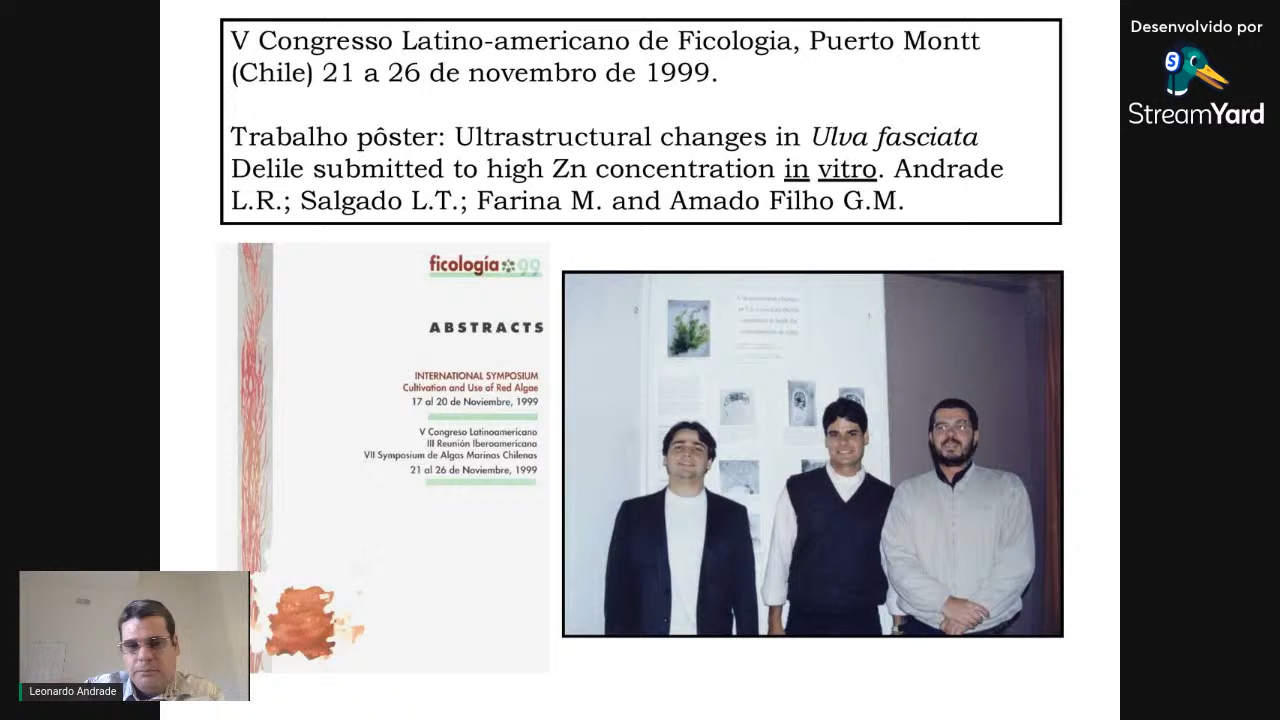 V Congresso Latino-americano de Ficologia, Puerto Montt
(Chile) 21 a 26 de novembro de 1999.
Trabalho pôster: Ultrastructural changes in Ulva fasciata
Delile submitted to high Zn concentration in vitro. Andrade
L.R.; Salgado L.T.; Farina M. and Amado Filho G.M.
Desenvolvido por
StreamYard
ficología 99
ABSTRACTS
INTERNATIONAL SYMPOSIUM
Cultivation and Use of Red Algae
17 al 20 de Noviembre, 1999
V Congreso Latinoamericano
III Reunión Iberoamericana
VII Symposium de Algas Marinas Chilenas
21 al 26 de Noviembre, 1999
Leonardo Andrade